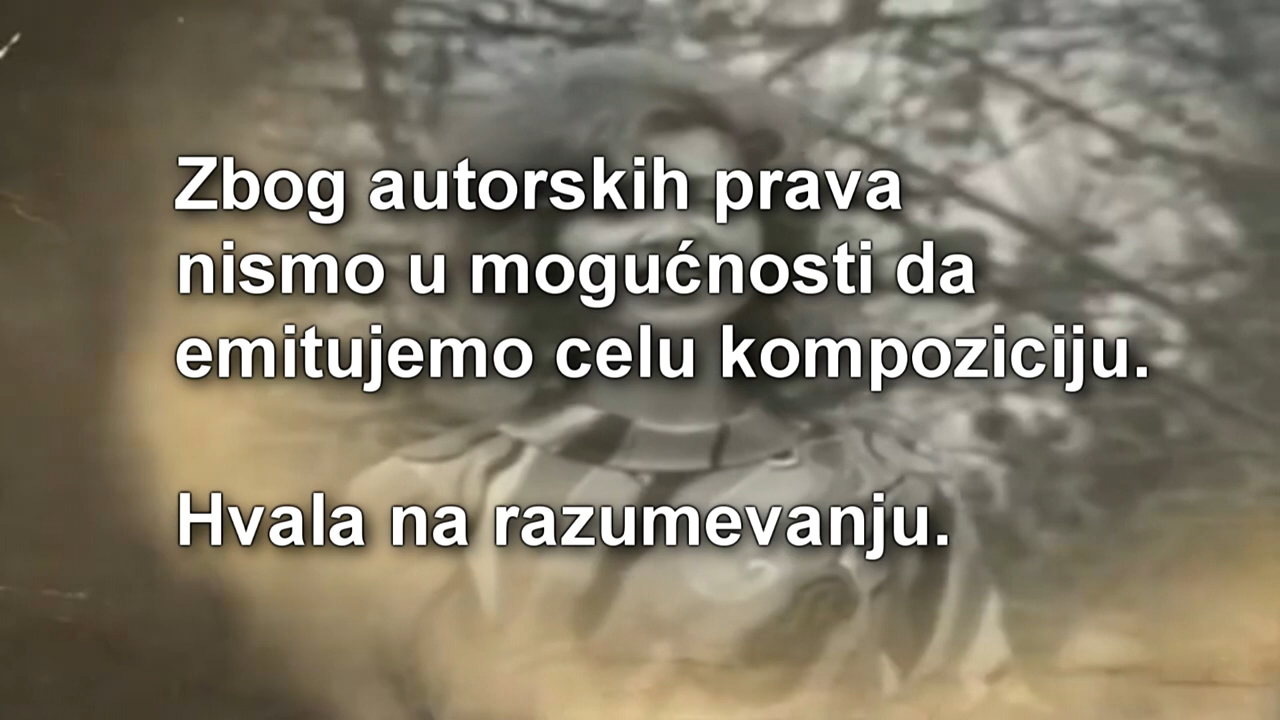 Zbog autorskih prava
nismo u mogućnosti da
emitujemo celu kompoziciju.
Hvala na razumevanju.